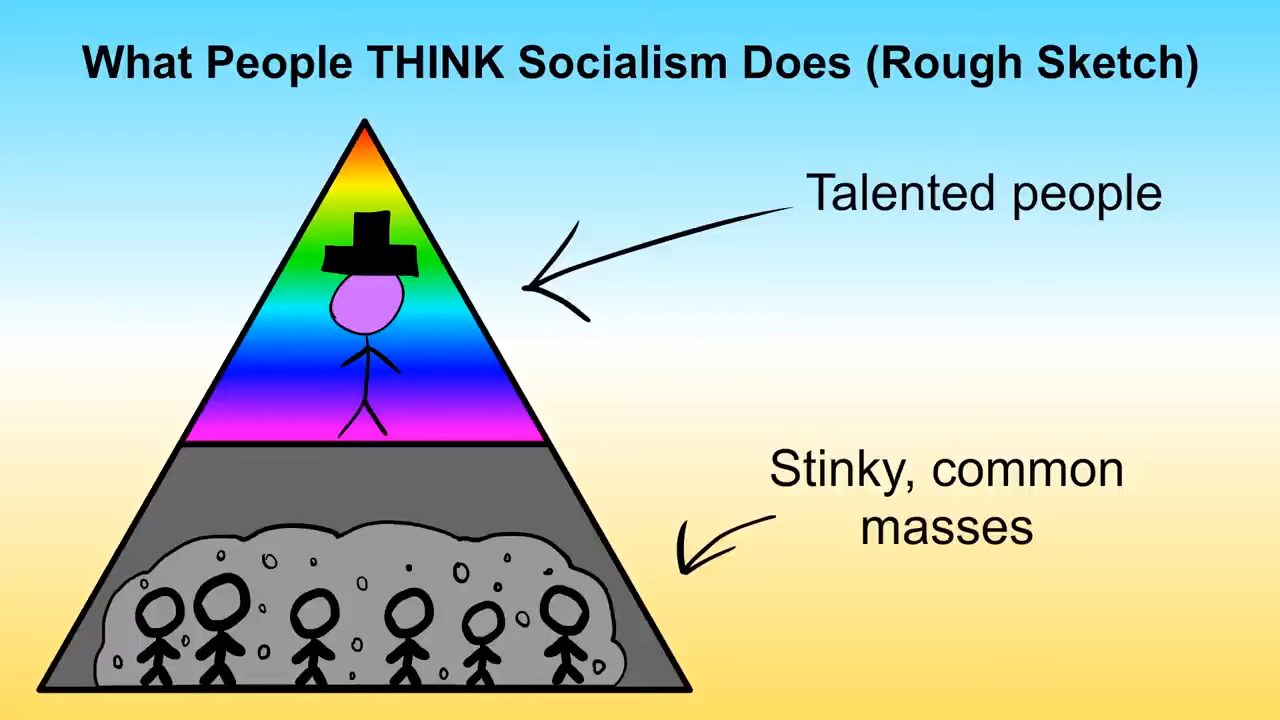 What People THINK Socialism Does (Rough Sketch)
Talented people
Stinky, common
masses